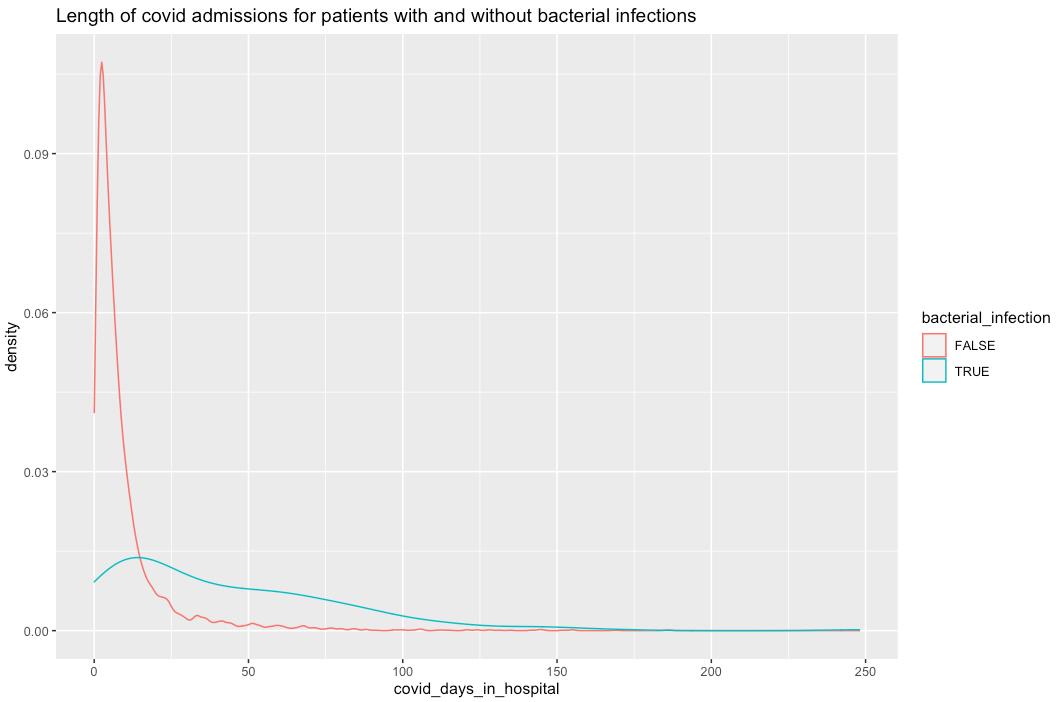 Length of covid admissions for patients with and without bacterial infections
density
0.09
0.06
0.03
0.00
0 50 100 150 200 250
covid_days_in_hospital
bacterial_infection
FALSE
TRUE